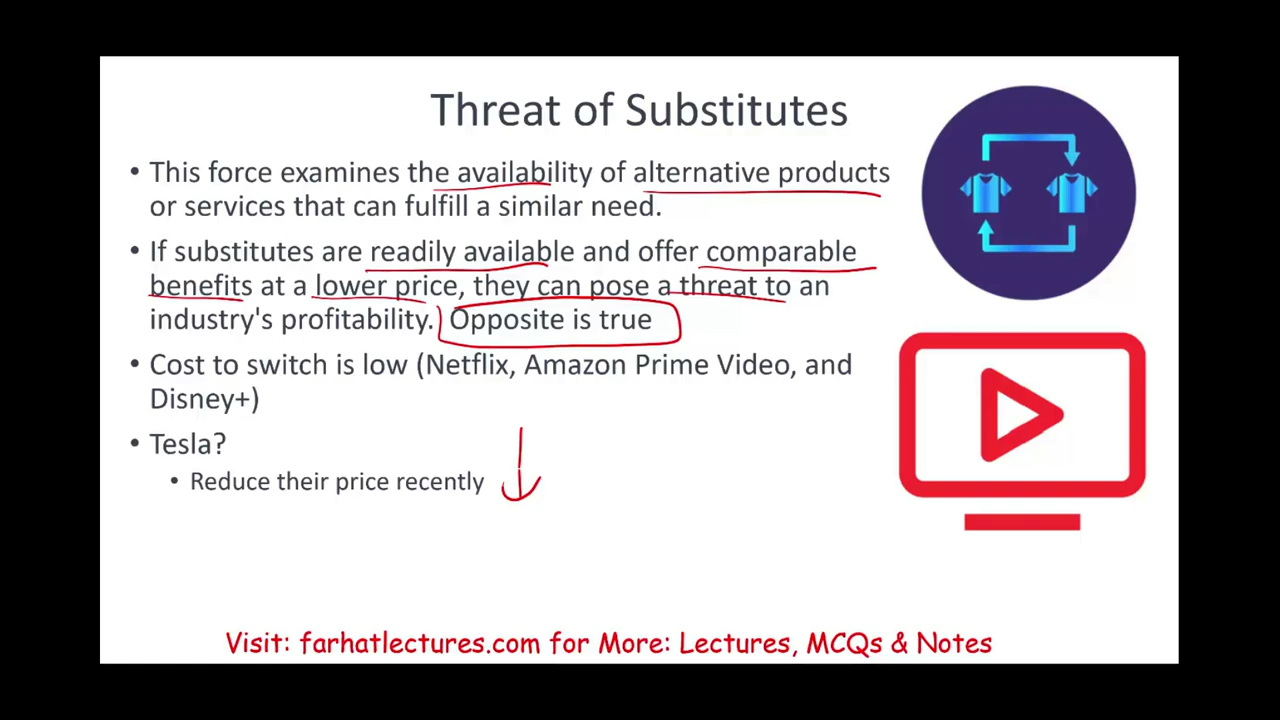 Threat of Substitutes
• This force examines the availability of alternative products
or services that can fulfill a similar need.
• If substitutes are readily available and offer comparable
benefits at a lower price, they can pose a threat to an
industry's profitability. Opposite is true
• Cost to switch is low (Netflix, Amazon Prime Video, and
Disney+)
• Tesla?
• Reduce their price recently
Visit: farhatlectures.com for More: Lectures, MCQs & Notes